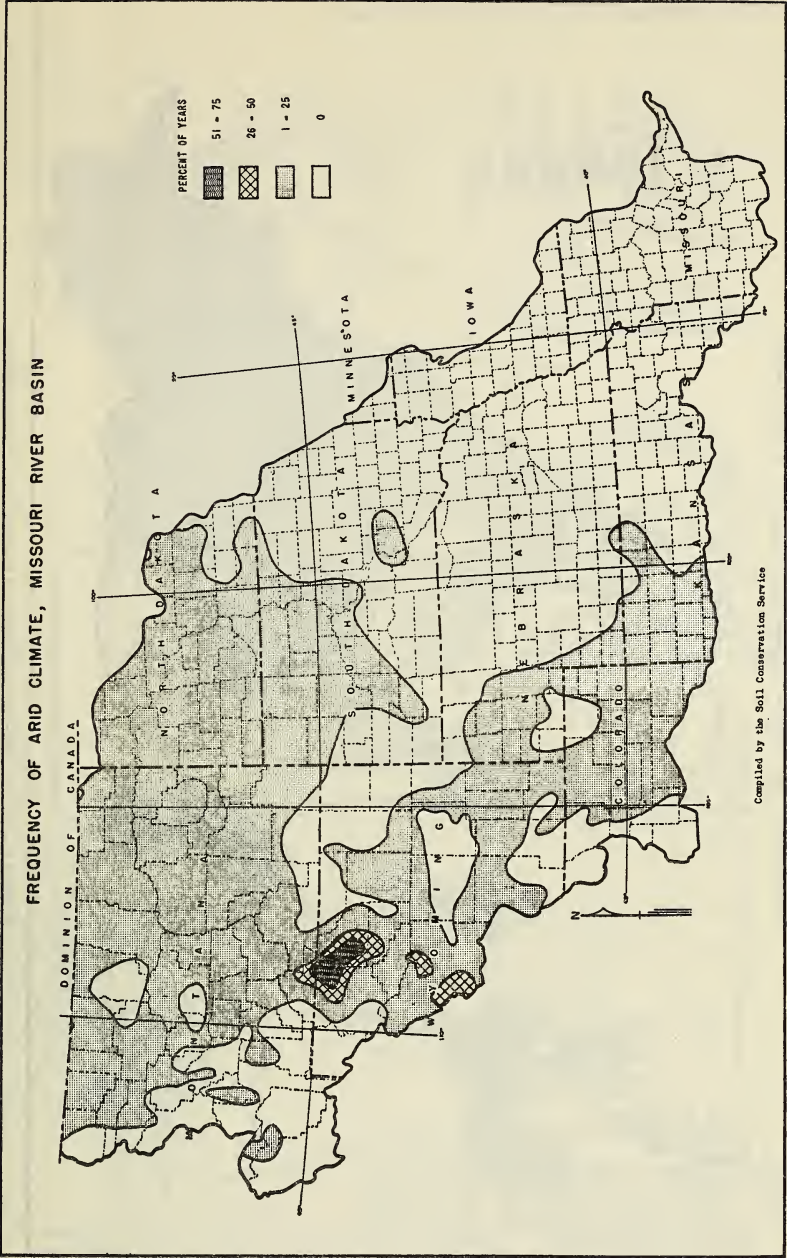 FREQUENCY OF ARID CLIMATE, MISSOURI RIVER BASIN
DOMINION OF CANADA
PERCENT OF YEARS
51 - 75
26 - 50
1 - 25
0
MONTANA
NORTH DAKOTA
SOUTH DAKOTA
MINNESOTA
IOWA
WYOMING
NEBRASKA
COLORADO
KANSAS
MISSOURI
N
Compiled by the Soil Conservation Service